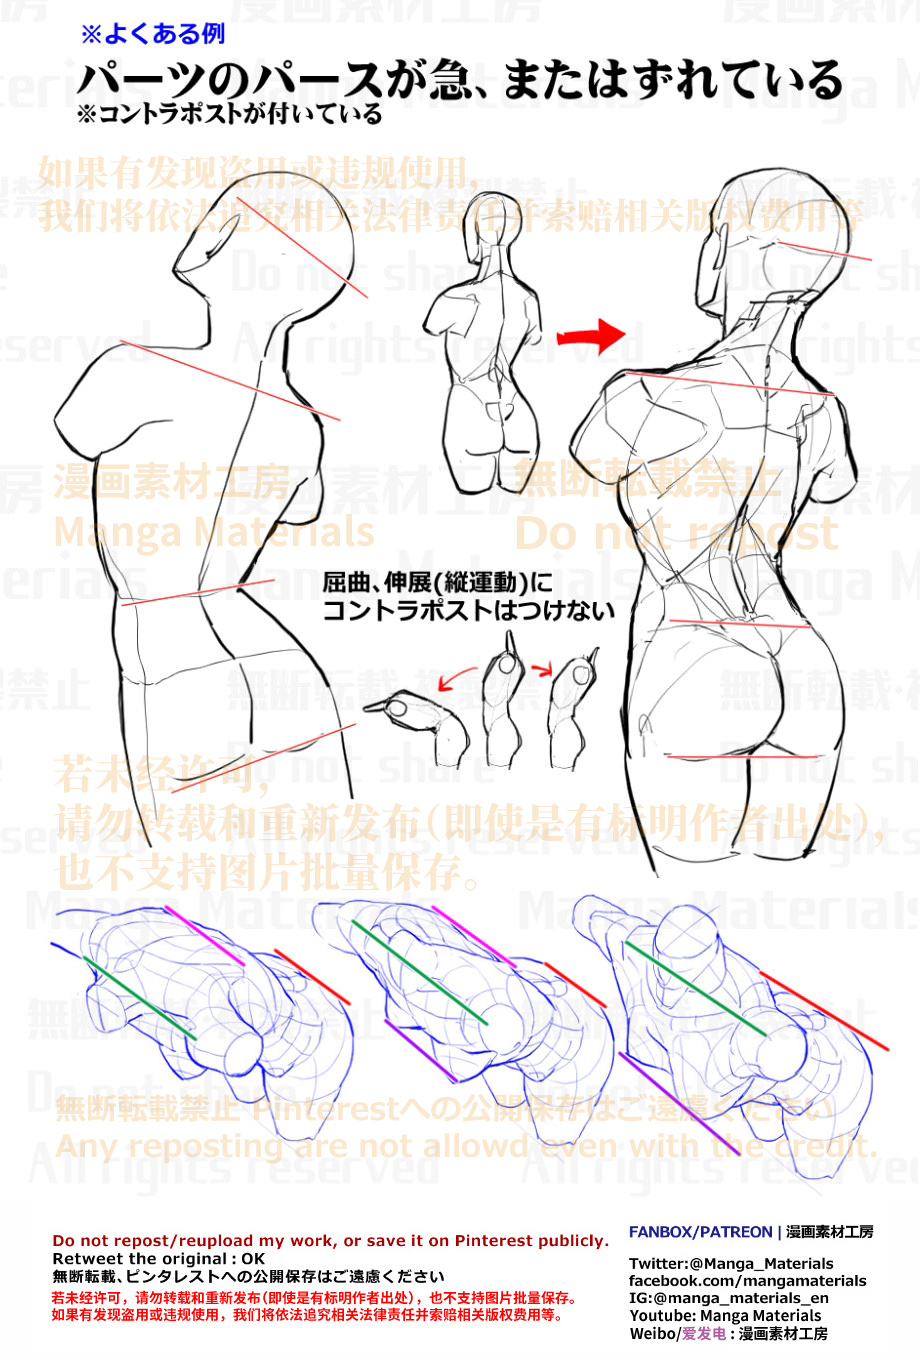 ※よくある例
パーツのパースが急、またはずれている
※コントラポストが付いている
如果有发现盗用或违规使用,
我们将依法追究相关法律责任并索赔相关版权费用等
漫画素材工房
Manga Materials
無断転載禁止
Do not repost
屈曲、伸展(縦運動)に
コントラポストはつけない
若未经许可,
请勿转载和重新发布(即使是有标明作者出处),
也不支持图片批量保存。
無断転載禁止 Pinterestへの公開保存はご遠慮ください
Any reposting are not allowd even with the credit.
Do not repost/reupload my work, or save it on Pinterest publicly.
Retweet the original : OK
無断転載、ピンタレストへの公開保存はご遠慮ください
若未经许可，请勿转载和重新发布(即使是有标明作者出处），也不支持图片批量保存。
如果有发现盗用或违规使用，我们将依法追究相关法律责任并索赔相关版权费用等。
FANBOX/PATREON | 漫画素材工房
Twitter:@Manga_Materials
facebook.com/mangamaterials
IG:@manga_materials_en
Youtube: Manga Materials
Weibo/爱发电 : 漫画素材工房